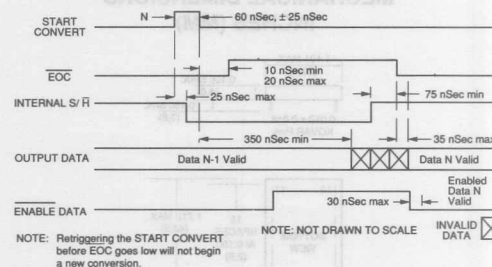 START CONVERT
N
60 nSec, ± 25 nSec
EOC
10 nSec min
20 nSec max
INTERNAL S/ H
25 nSec max
75 nSec min
350 nSec min
35 nSec max
OUTPUT DATA
Data N-1 Valid
Data N Valid
Enabled Data N Valid
ENABLE DATA
30 nSec max
NOTE: Retriggering the START CONVERT
before EOC goes low will not begin
a new conversion.
NOTE: NOT DRAWN TO SCALE
INVALID DATA